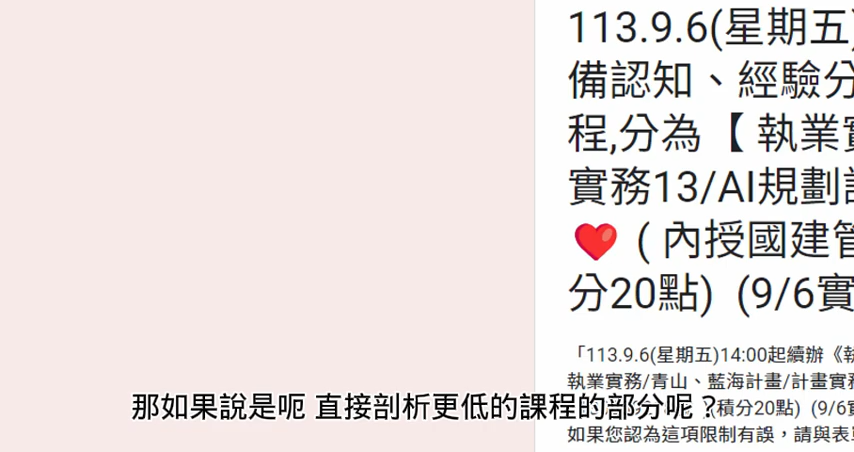 113.9.6(星期五)
備認知、經驗分
程,分為【 執業實
實務13/AI規劃
❤️ ( 內授國建管
分20點)  (9/6實
「113.9.6(星期五)14:00起續辦《執
執業實務/青山、藍海計畫/計畫實務
那如果說是呃 直接剖析更低的課程的部分呢？
(積分20點)  (9/6實
如果您認為這項限制有誤，請與表單